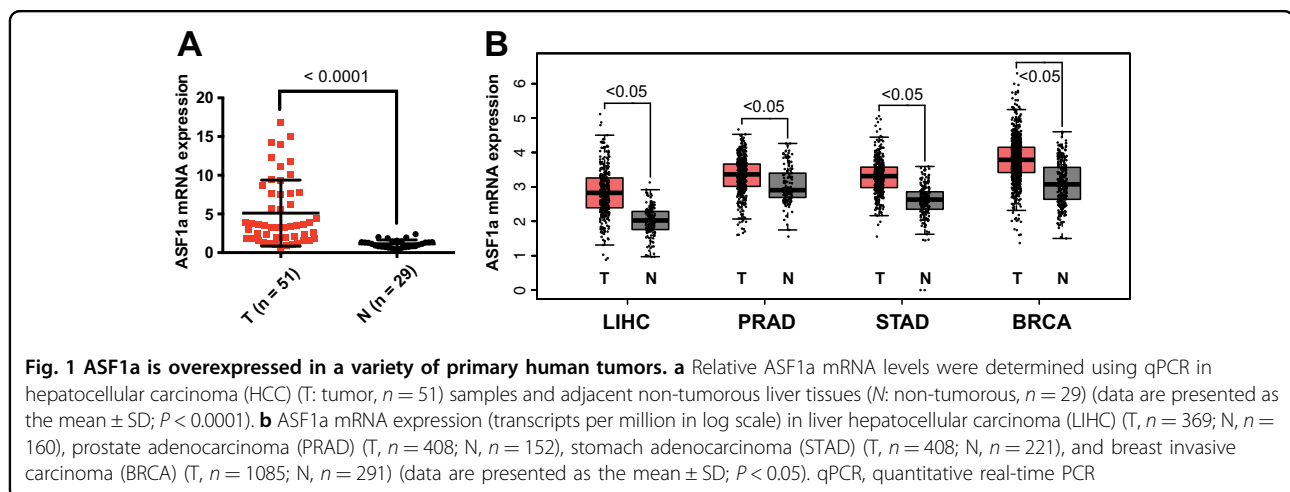 A
< 0.0001
ASF1a mRNA expression
20
15
10
5
0
T (n = 51)
N (n = 29)
B
ASF1a mRNA expression
6
5
4
3
2
1
0
<0.05
<0.05
<0.05
<0.05
T N T N T N T N
LIHC PRAD STAD BRCA
Fig. 1 ASF1a is overexpressed in a variety of primary human tumors. a Relative ASF1a mRNA levels were determined using qPCR in
hepatocellular carcinoma (HCC) (T: tumor, n = 51) samples and adjacent non-tumorous liver tissues (N: non-tumorous, n = 29) (data are presented as
the mean ± SD; P < 0.0001). b ASF1a mRNA expression (transcripts per million in log scale) in liver hepatocellular carcinoma (LIHC) (T, n = 369; N, n =
160), prostate adenocarcinoma (PRAD) (T, n = 408; N, n = 152), stomach adenocarcinoma (STAD) (T, n = 408; N, n = 221), and breast invasive
carcinoma (BRCA) (T, n = 1085; N, n = 291) (data are presented as the mean ± SD; P < 0.05). qPCR, quantitative real-time PCR